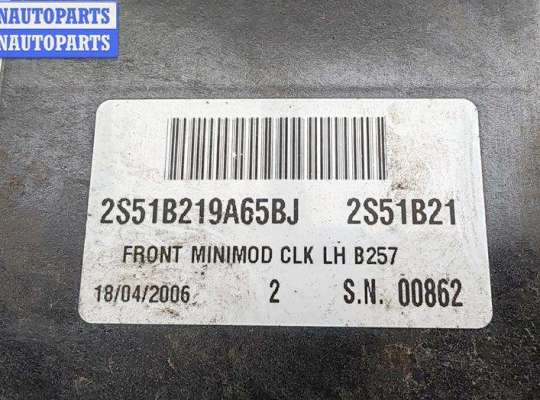 NAUTOPARTS
NAUTOPARTS
2S51B219A65BJ 2S51B21
FRONT MINIMOD CLK LH B257
18/04/2006 2 S.N. 00862